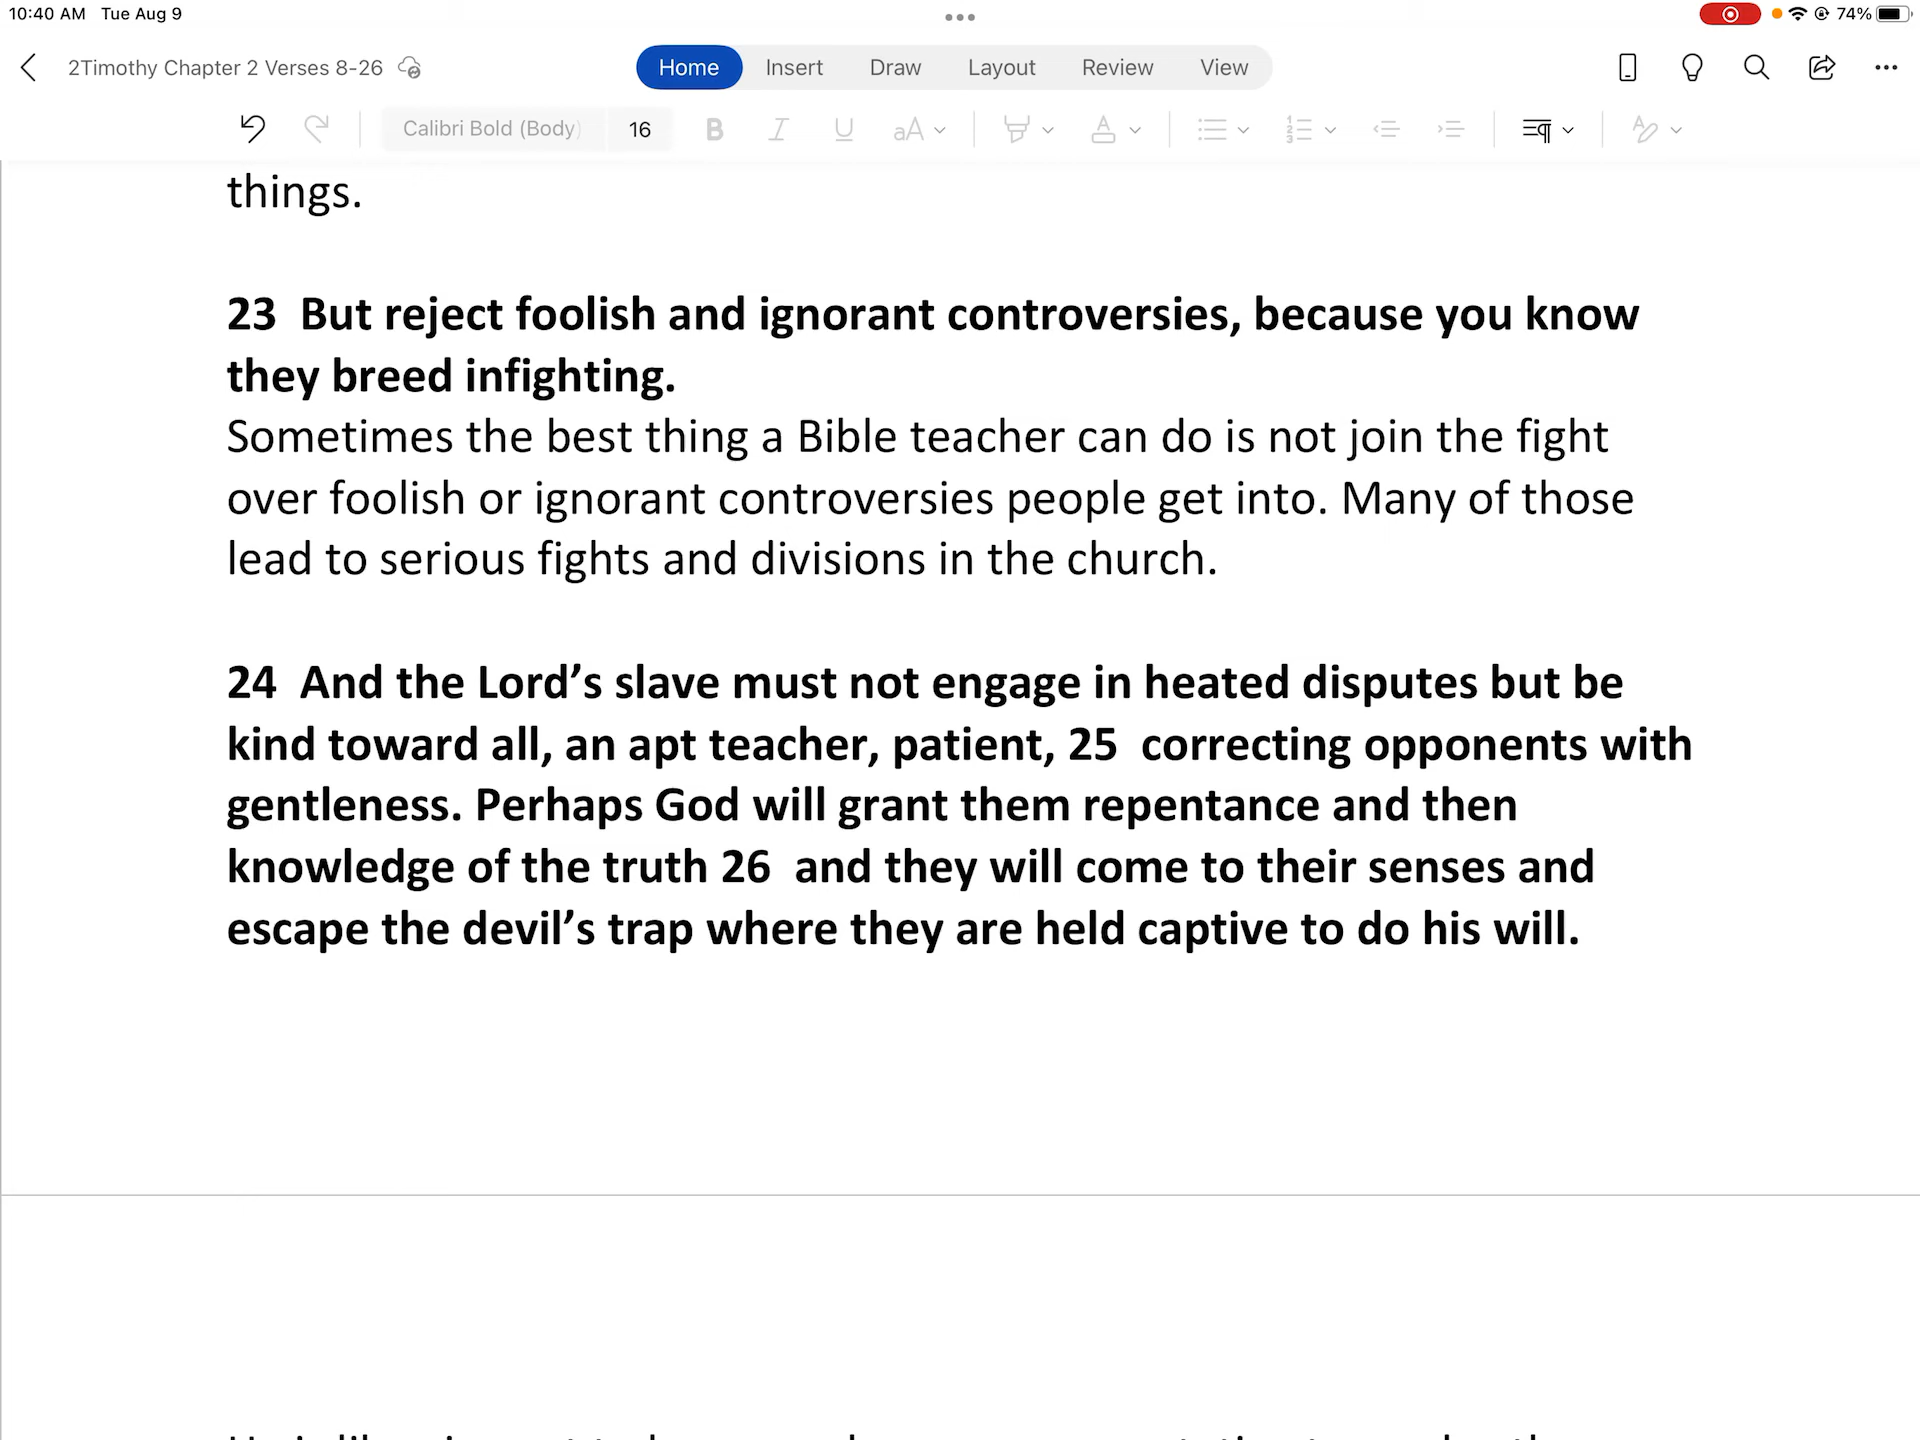 10:40 AM Tue Aug 9
74%
2Timothy Chapter 2 Verses 8-26
Home Insert Draw Layout Review View
Calibri Bold (Body)
16
B I U aA A
things.
23 But reject foolish and ignorant controversies, because you know
they breed infighting.
Sometimes the best thing a Bible teacher can do is not join the fight
over foolish or ignorant controversies people get into. Many of those
lead to serious fights and divisions in the church.
24 And the Lord’s slave must not engage in heated disputes but be
kind toward all, an apt teacher, patient, 25 correcting opponents with
gentleness. Perhaps God will grant them repentance and then
knowledge of the truth 26 and they will come to their senses and
escape the devil’s trap where they are held captive to do his will.